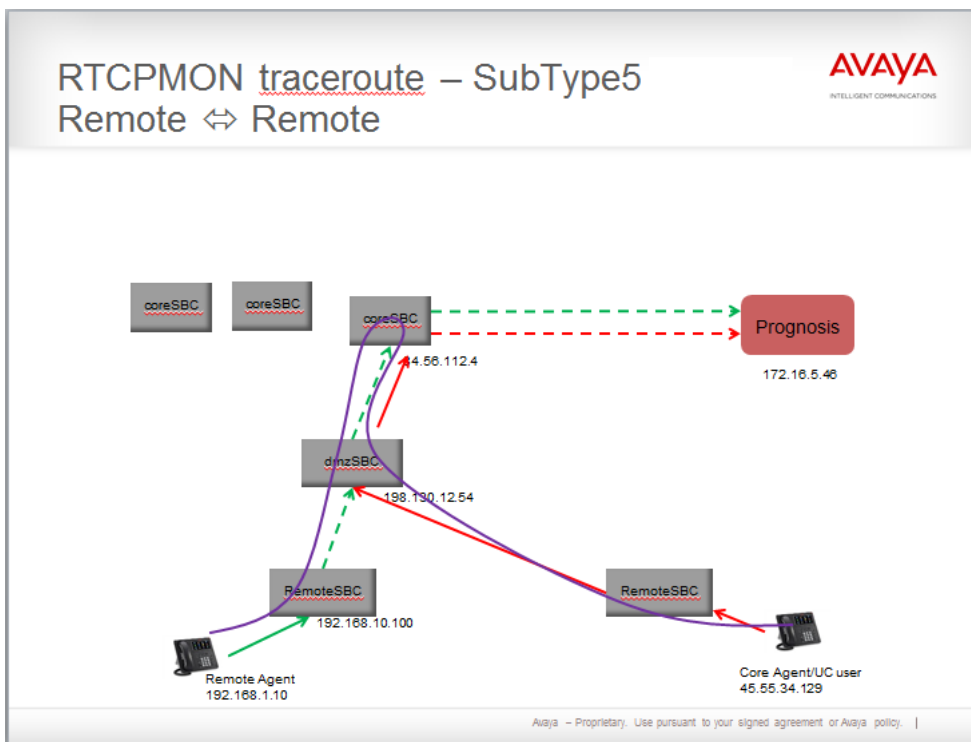 RTCPMON traceroute – SubType5
Remote ⇔ Remote
AVAYA
INTELLIGENT COMMUNICATIONS
coreSBC
coreSBC
coreSBC
Prognosis
172.16.5.46
dmzSBC
198.130.12.54
RemoteSBC
192.168.10.100
RemoteSBC
Remote Agent
192.168.1.10
Core Agent/UC user
45.55.34.129
Avaya – Proprietary. Use pursuant to your signed agreement or Avaya policy. |